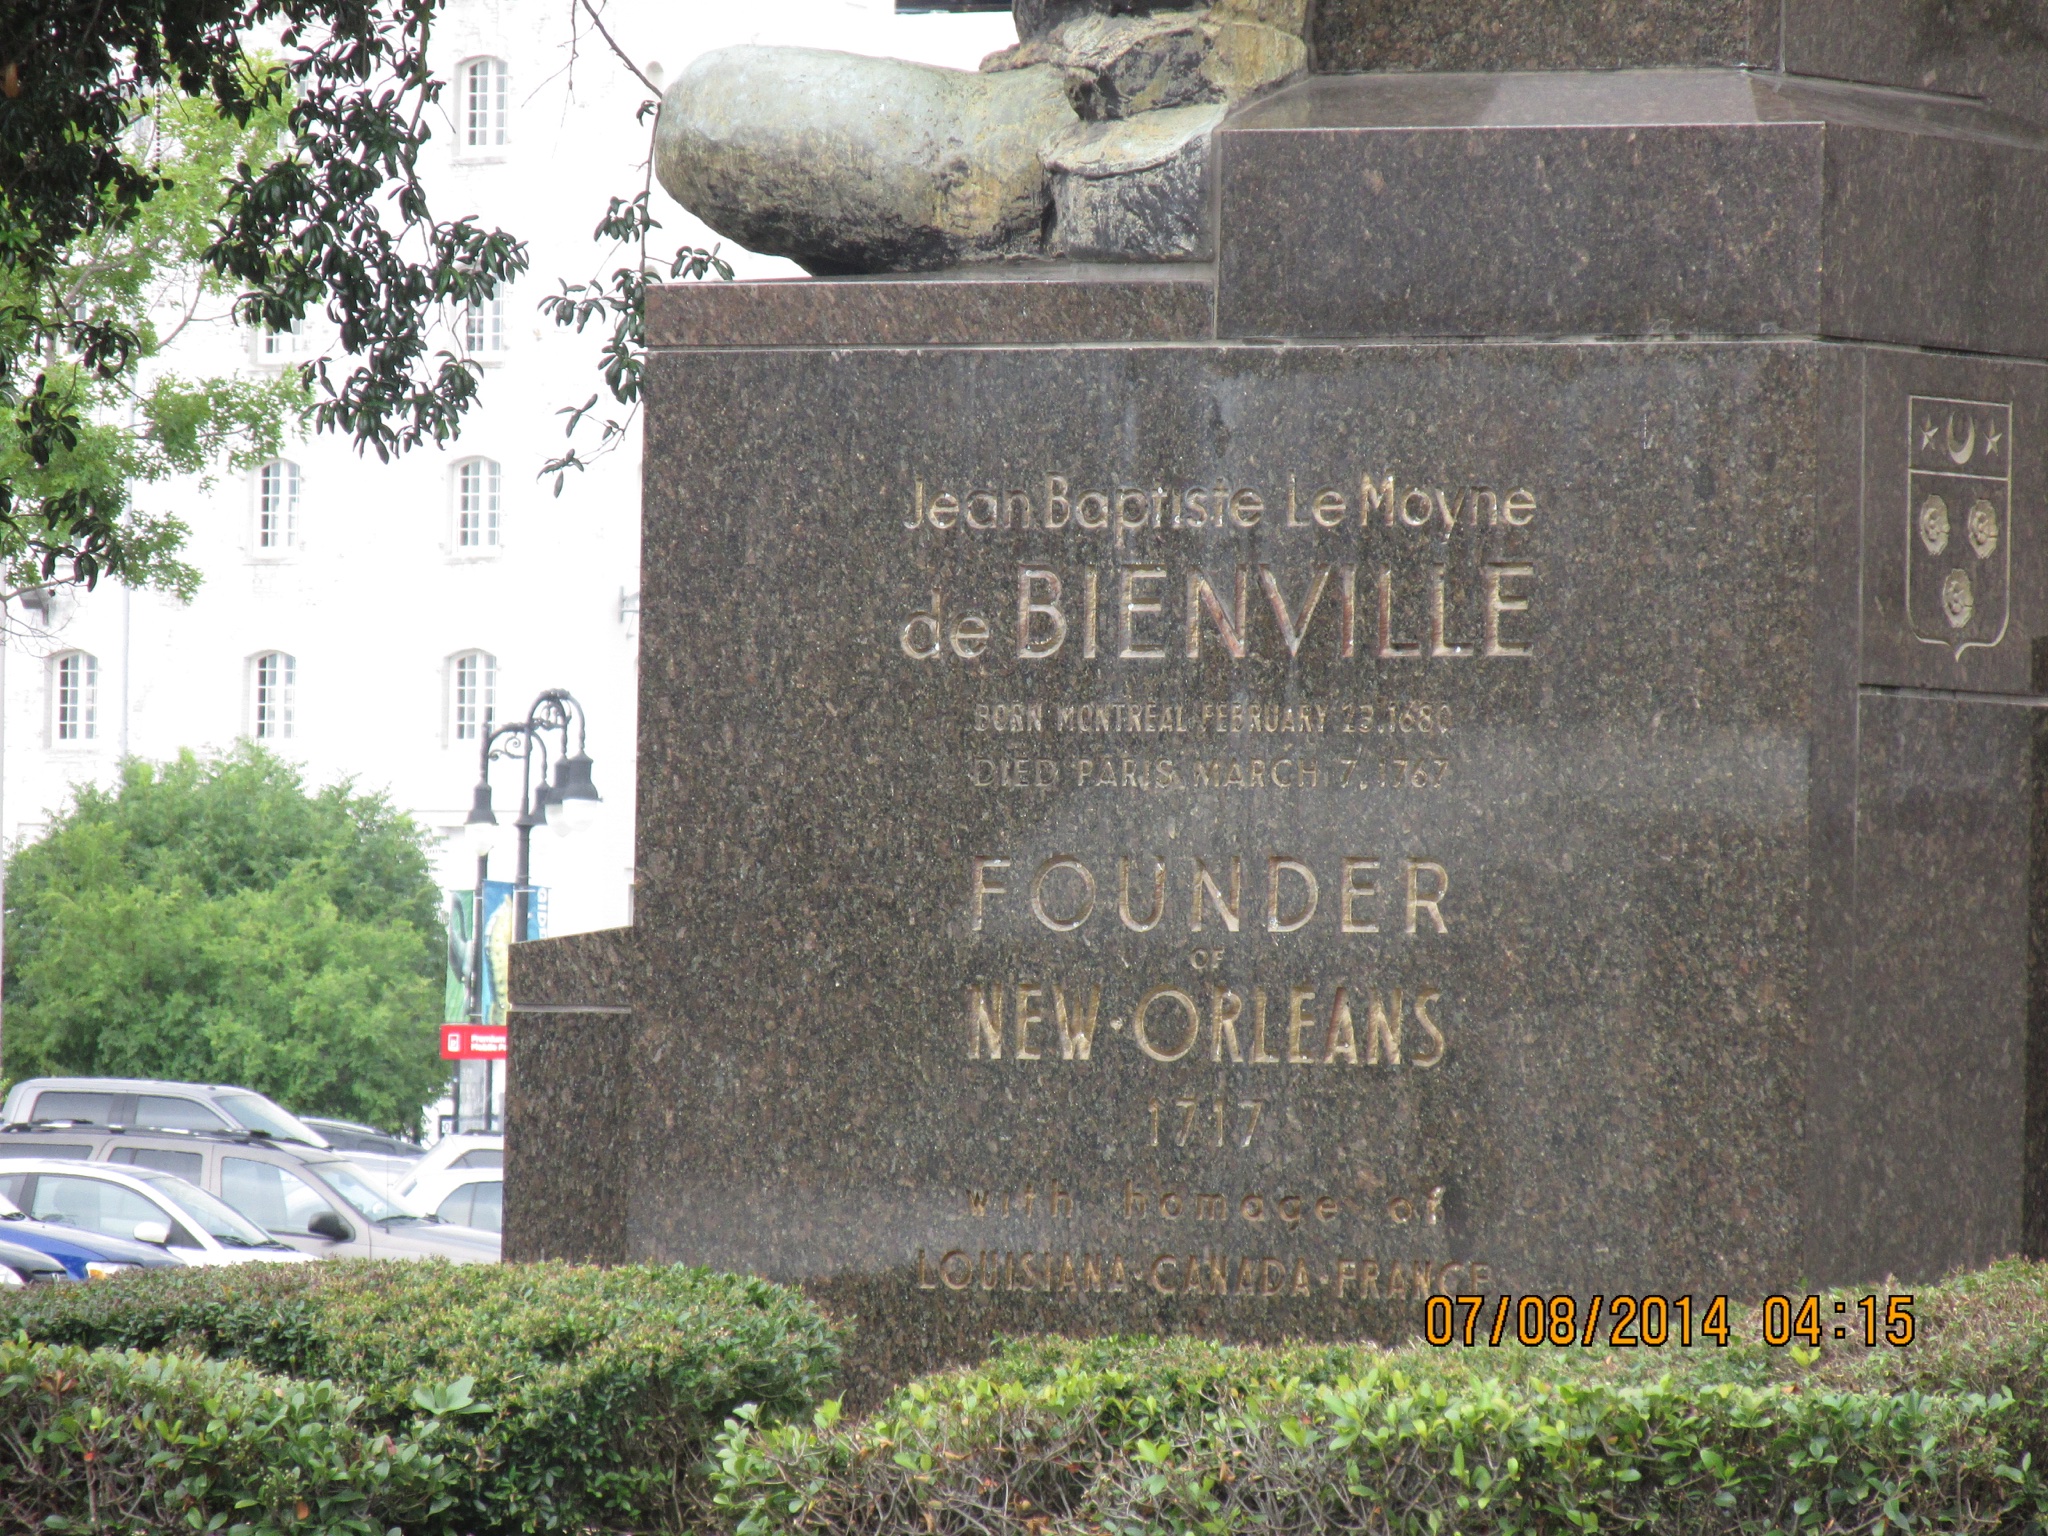 Jean Baptiste Le Moyne
de BIENVILLE
BORN MONTREAL FEBRUARY 23, 1680
DIED PARIS MARCH 7, 1767
FOUNDER
OF
NEW·ORLEANS
1717
with homage of
LOUISIANA·CANADA·FRANCE
07/08/2014 04:15